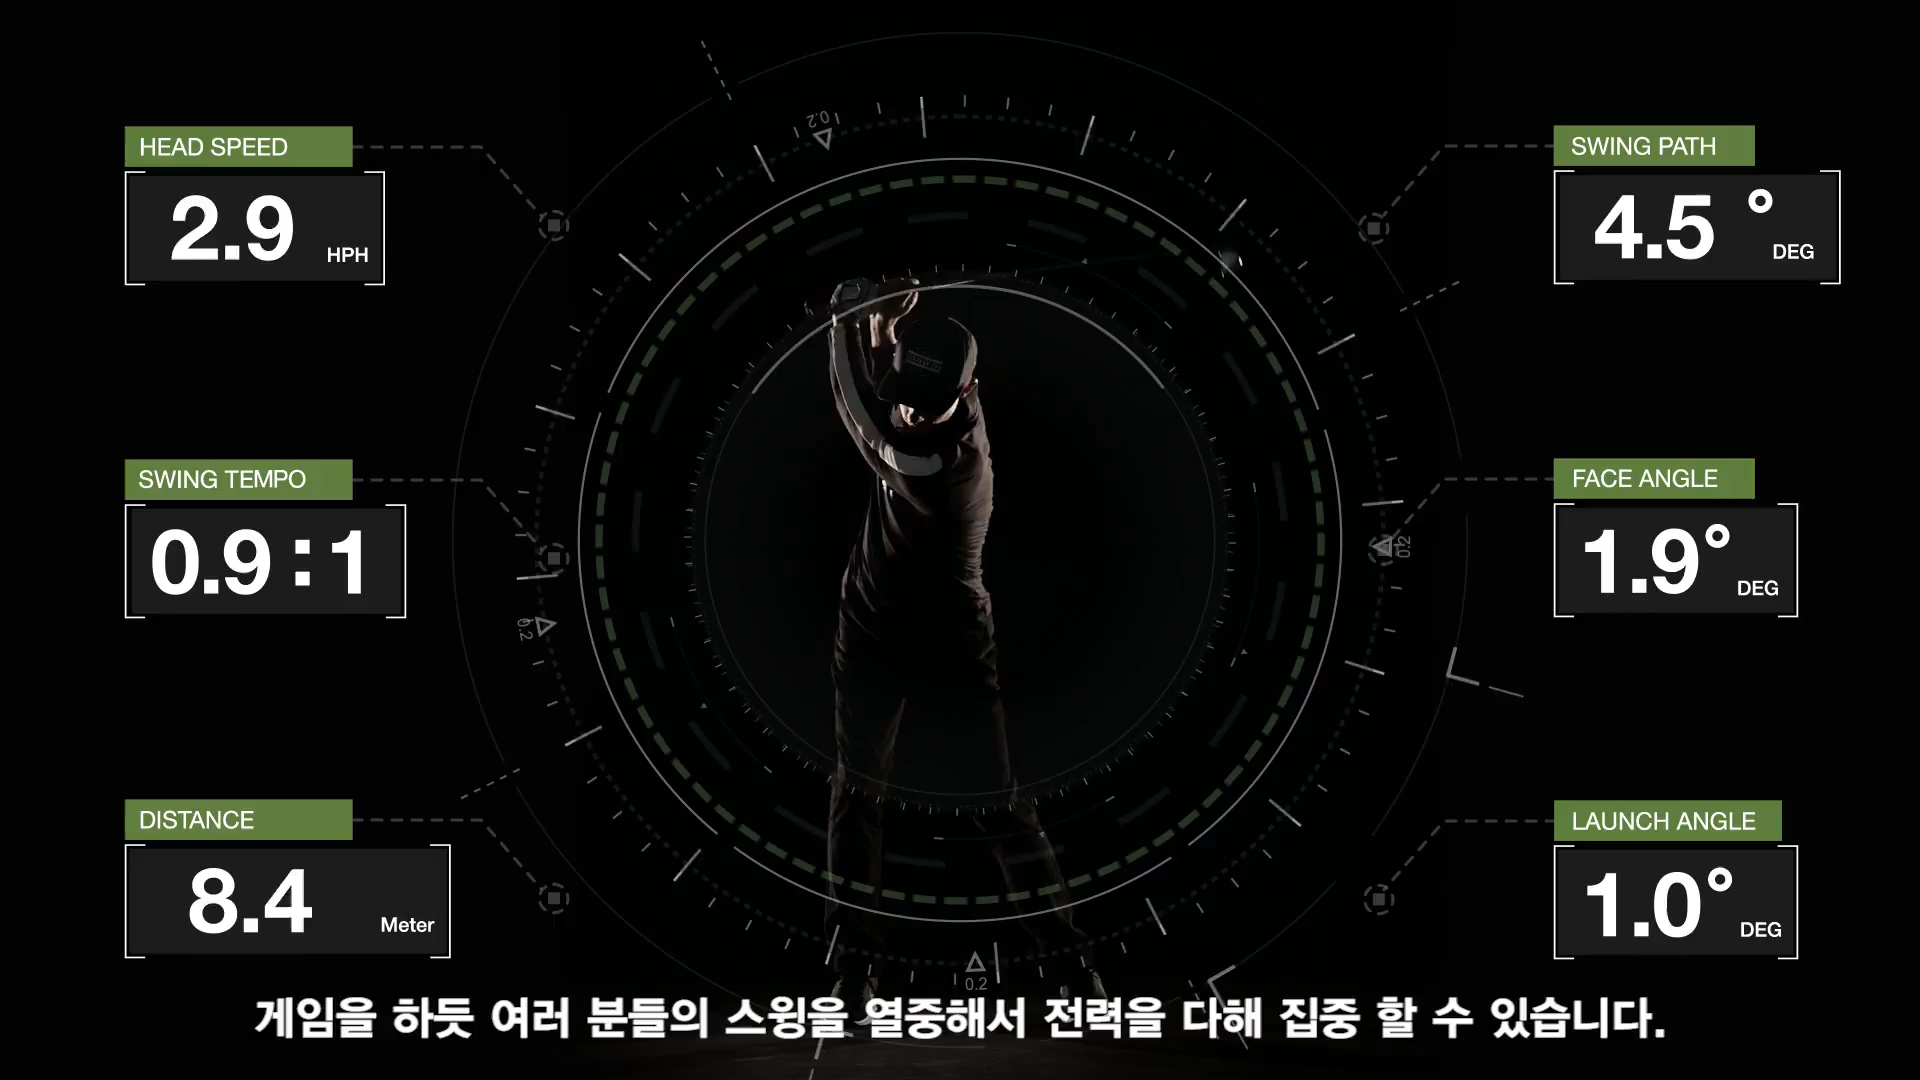 HEAD SPEED
2.9 HPH
SWING TEMPO
0.9:1
DISTANCE
8.4 Meter
0.2
0.2
0.2
0.2
SWING PATH
4.5° DEG
FACE ANGLE
1.9° DEG
LAUNCH ANGLE
1.0° DEG
게임을 하듯 여러 분들의 스윙을 열중해서 전력을 다해 집중 할 수 있습니다.